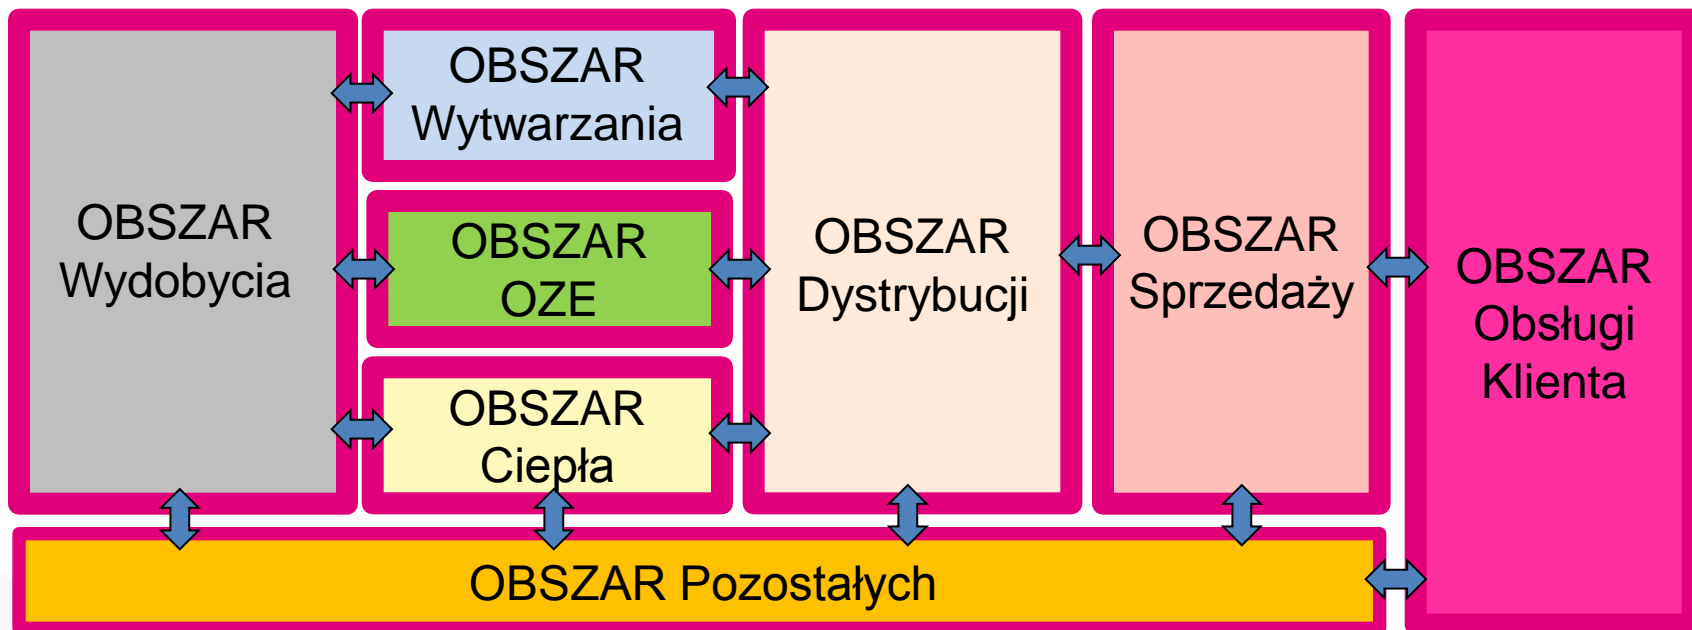 OBSZAR
Wydobycia
OBSZAR
Wytwarzania
OBSZAR
OZE
OBSZAR
Ciepła
OBSZAR
Dystrybucji
OBSZAR
Sprzedaży
OBSZAR
Obsługi
Klienta
OBSZAR Pozostałych